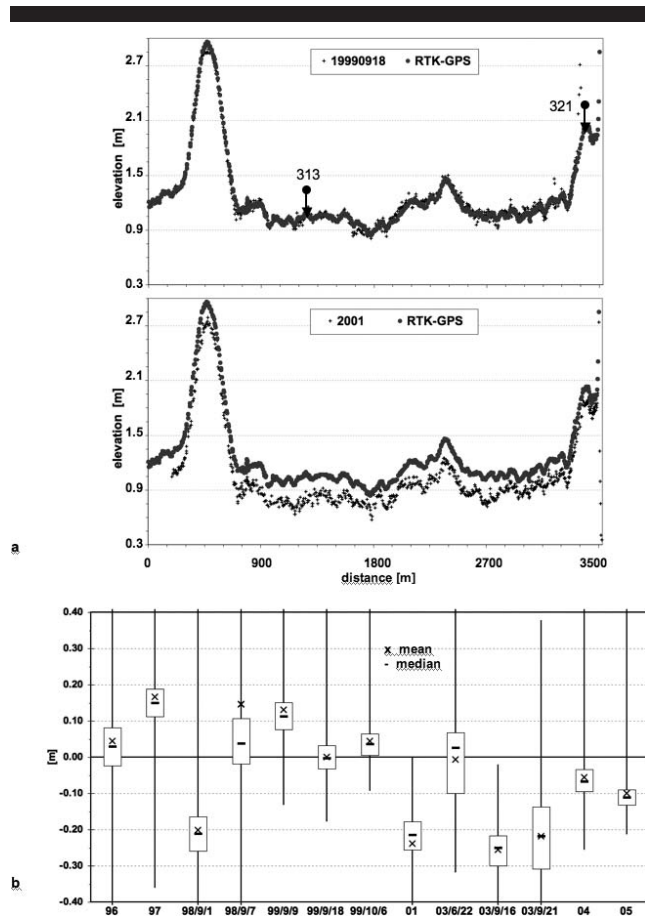 2.7
2.1
1.5
0.9
0.3
elevation [m]
19990918 RTK-GPS
313
321
2.7
2.1
1.5
0.9
0.3
elevation [m]
2001 RTK-GPS
0 900 1800 2700 3500
distance [m]
a
0.40
0.30
0.20
0.10
0.00
-0.10
-0.20
-0.30
-0.40
[m]
x mean
- median
96 97 98/9/1 98/9/7 99/9/9 99/9/18 99/10/6 01 03/6/22 03/9/16 03/9/21 04 05
b